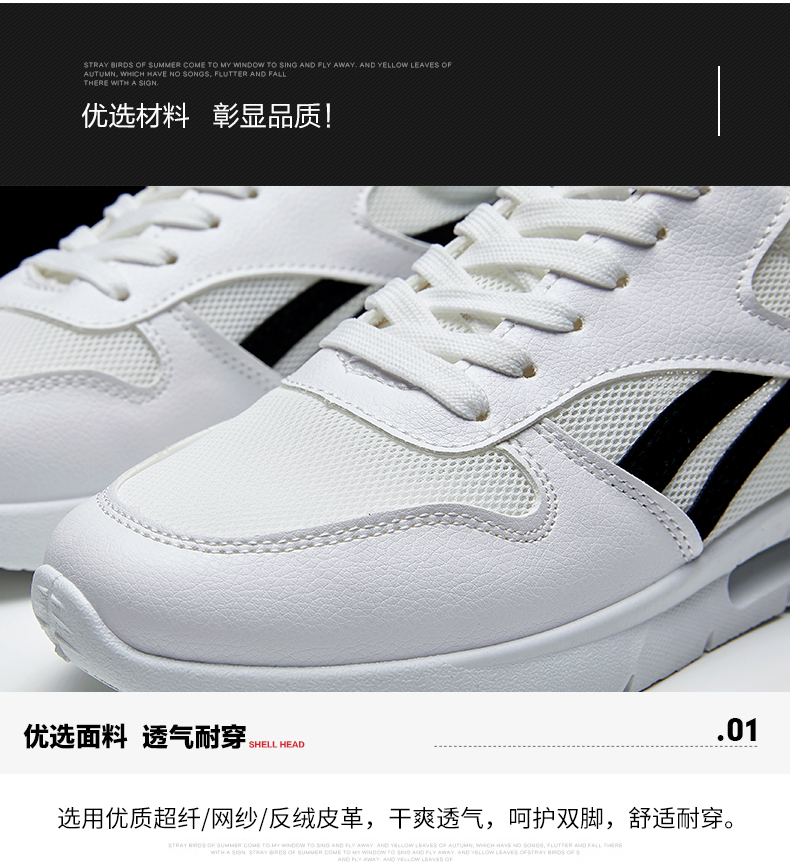 STRAY BIRDS OF SUMMER COME TO MY WINDOW TO SING AND FLY AWAY. AND YELLOW LEAVES OF
AUTUMN, WHICH HAVE NO SONGS, FLUTTER AND FALL
THERE WITH A SIGN.
优选材料 彰显品质！
优选面料 透气耐穿 SHELL HEAD
.01
选用优质超纤/网纱/反绒皮革，干爽透气，呵护双脚，舒适耐穿。
STRAY BIRDS OF SUMMER COME TO MY WINDOW TO SING AND FLY AWAY. AND YELLOW LEAVES OF AUTUMN, WHICH HAVE NO SONGS, FLUTTER AND FALL THERE
WITH A SIGN. STRAY BIRDS OF SUMMER COME TO MY WINDOW TO SING AND FLY AWAY. AND YELLOW LEAVES OFSTRAY BIRDS OF S
AND FLY AWAY. AND YELLOW LEAVES OF